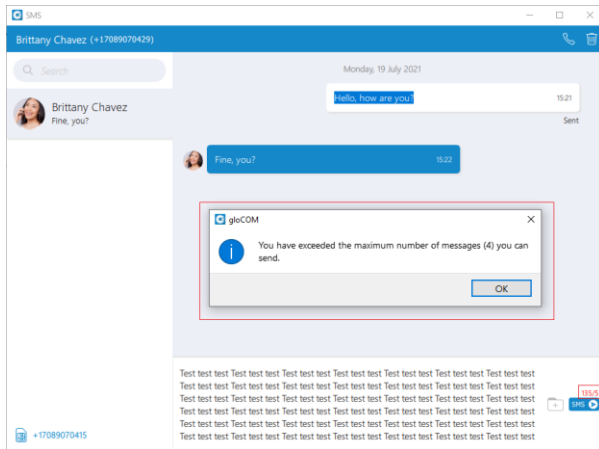 SMS
Brittany Chavez (+17089070429)
Search
Brittany Chavez
Fine, you?
Monday, 19 July 2021
Hello, how are you?
15:21
Sent
Fine, you?
15:22
gloCOM
You have exceeded the maximum number of messages (4) you can
send.
OK
Test test test Test test test Test test test Test test test Test test test Test test test Test test test
Test test test Test test test Test test test Test test test Test test test Test test test Test test test
Test test test Test test test Test test test Test test test Test test test Test test test Test test test
Test test test Test test test Test test test Test test test Test test test Test test test Test test test
Test test test Test test test Test test test Test test test Test test test Test test test Test test test
Test test test Test test test Test test test Test test test Test test test Test test test Test test test
135/5
SMS
+17089070415